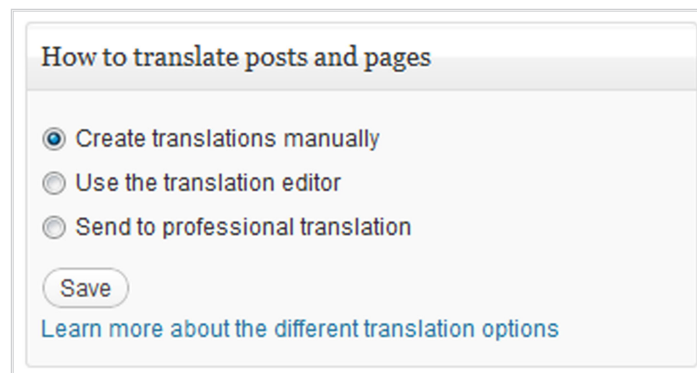 How to translate posts and pages
Create translations manually
Use the translation editor
Send to professional translation
Save
Learn more about the different translation options